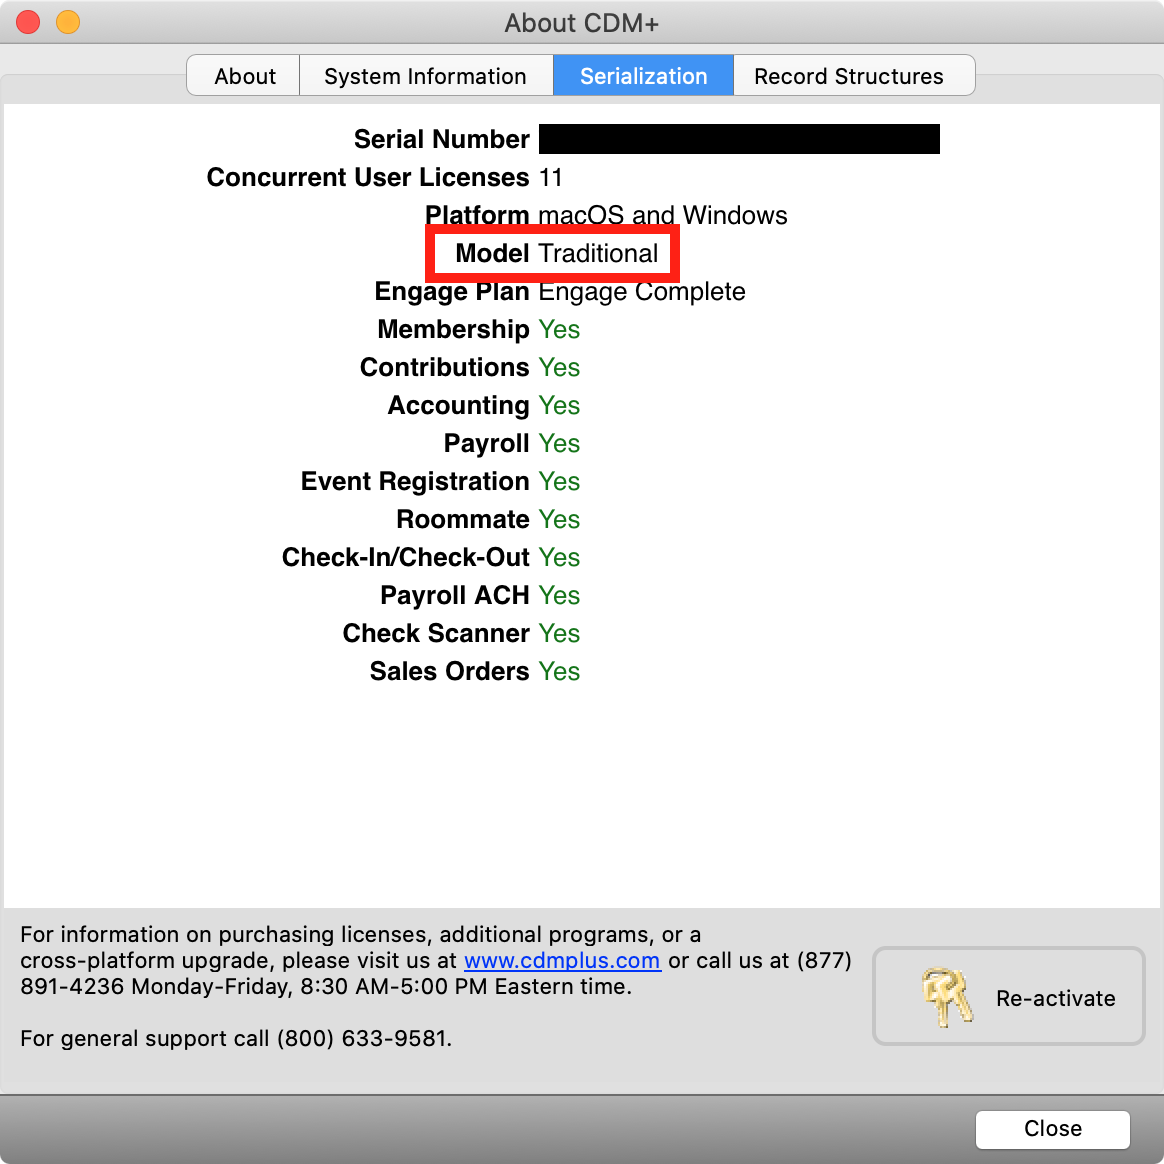 About CDM+
About System Information Serialization Record Structures
Serial Number
Concurrent User Licenses 11
Platform macOS and Windows
Model Traditional
Engage Plan Engage Complete
Membership Yes
Contributions Yes
Accounting Yes
Payroll Yes
Event Registration Yes
Roommate Yes
Check-In/Check-Out Yes
Payroll ACH Yes
Check Scanner Yes
Sales Orders Yes
For information on purchasing licenses, additional programs, or a
cross-platform upgrade, please visit us at www.cdmplus.com or call us at (877)
891-4236 Monday-Friday, 8:30 AM-5:00 PM Eastern time.
For general support call (800) 633-9581.
Re-activate
Close